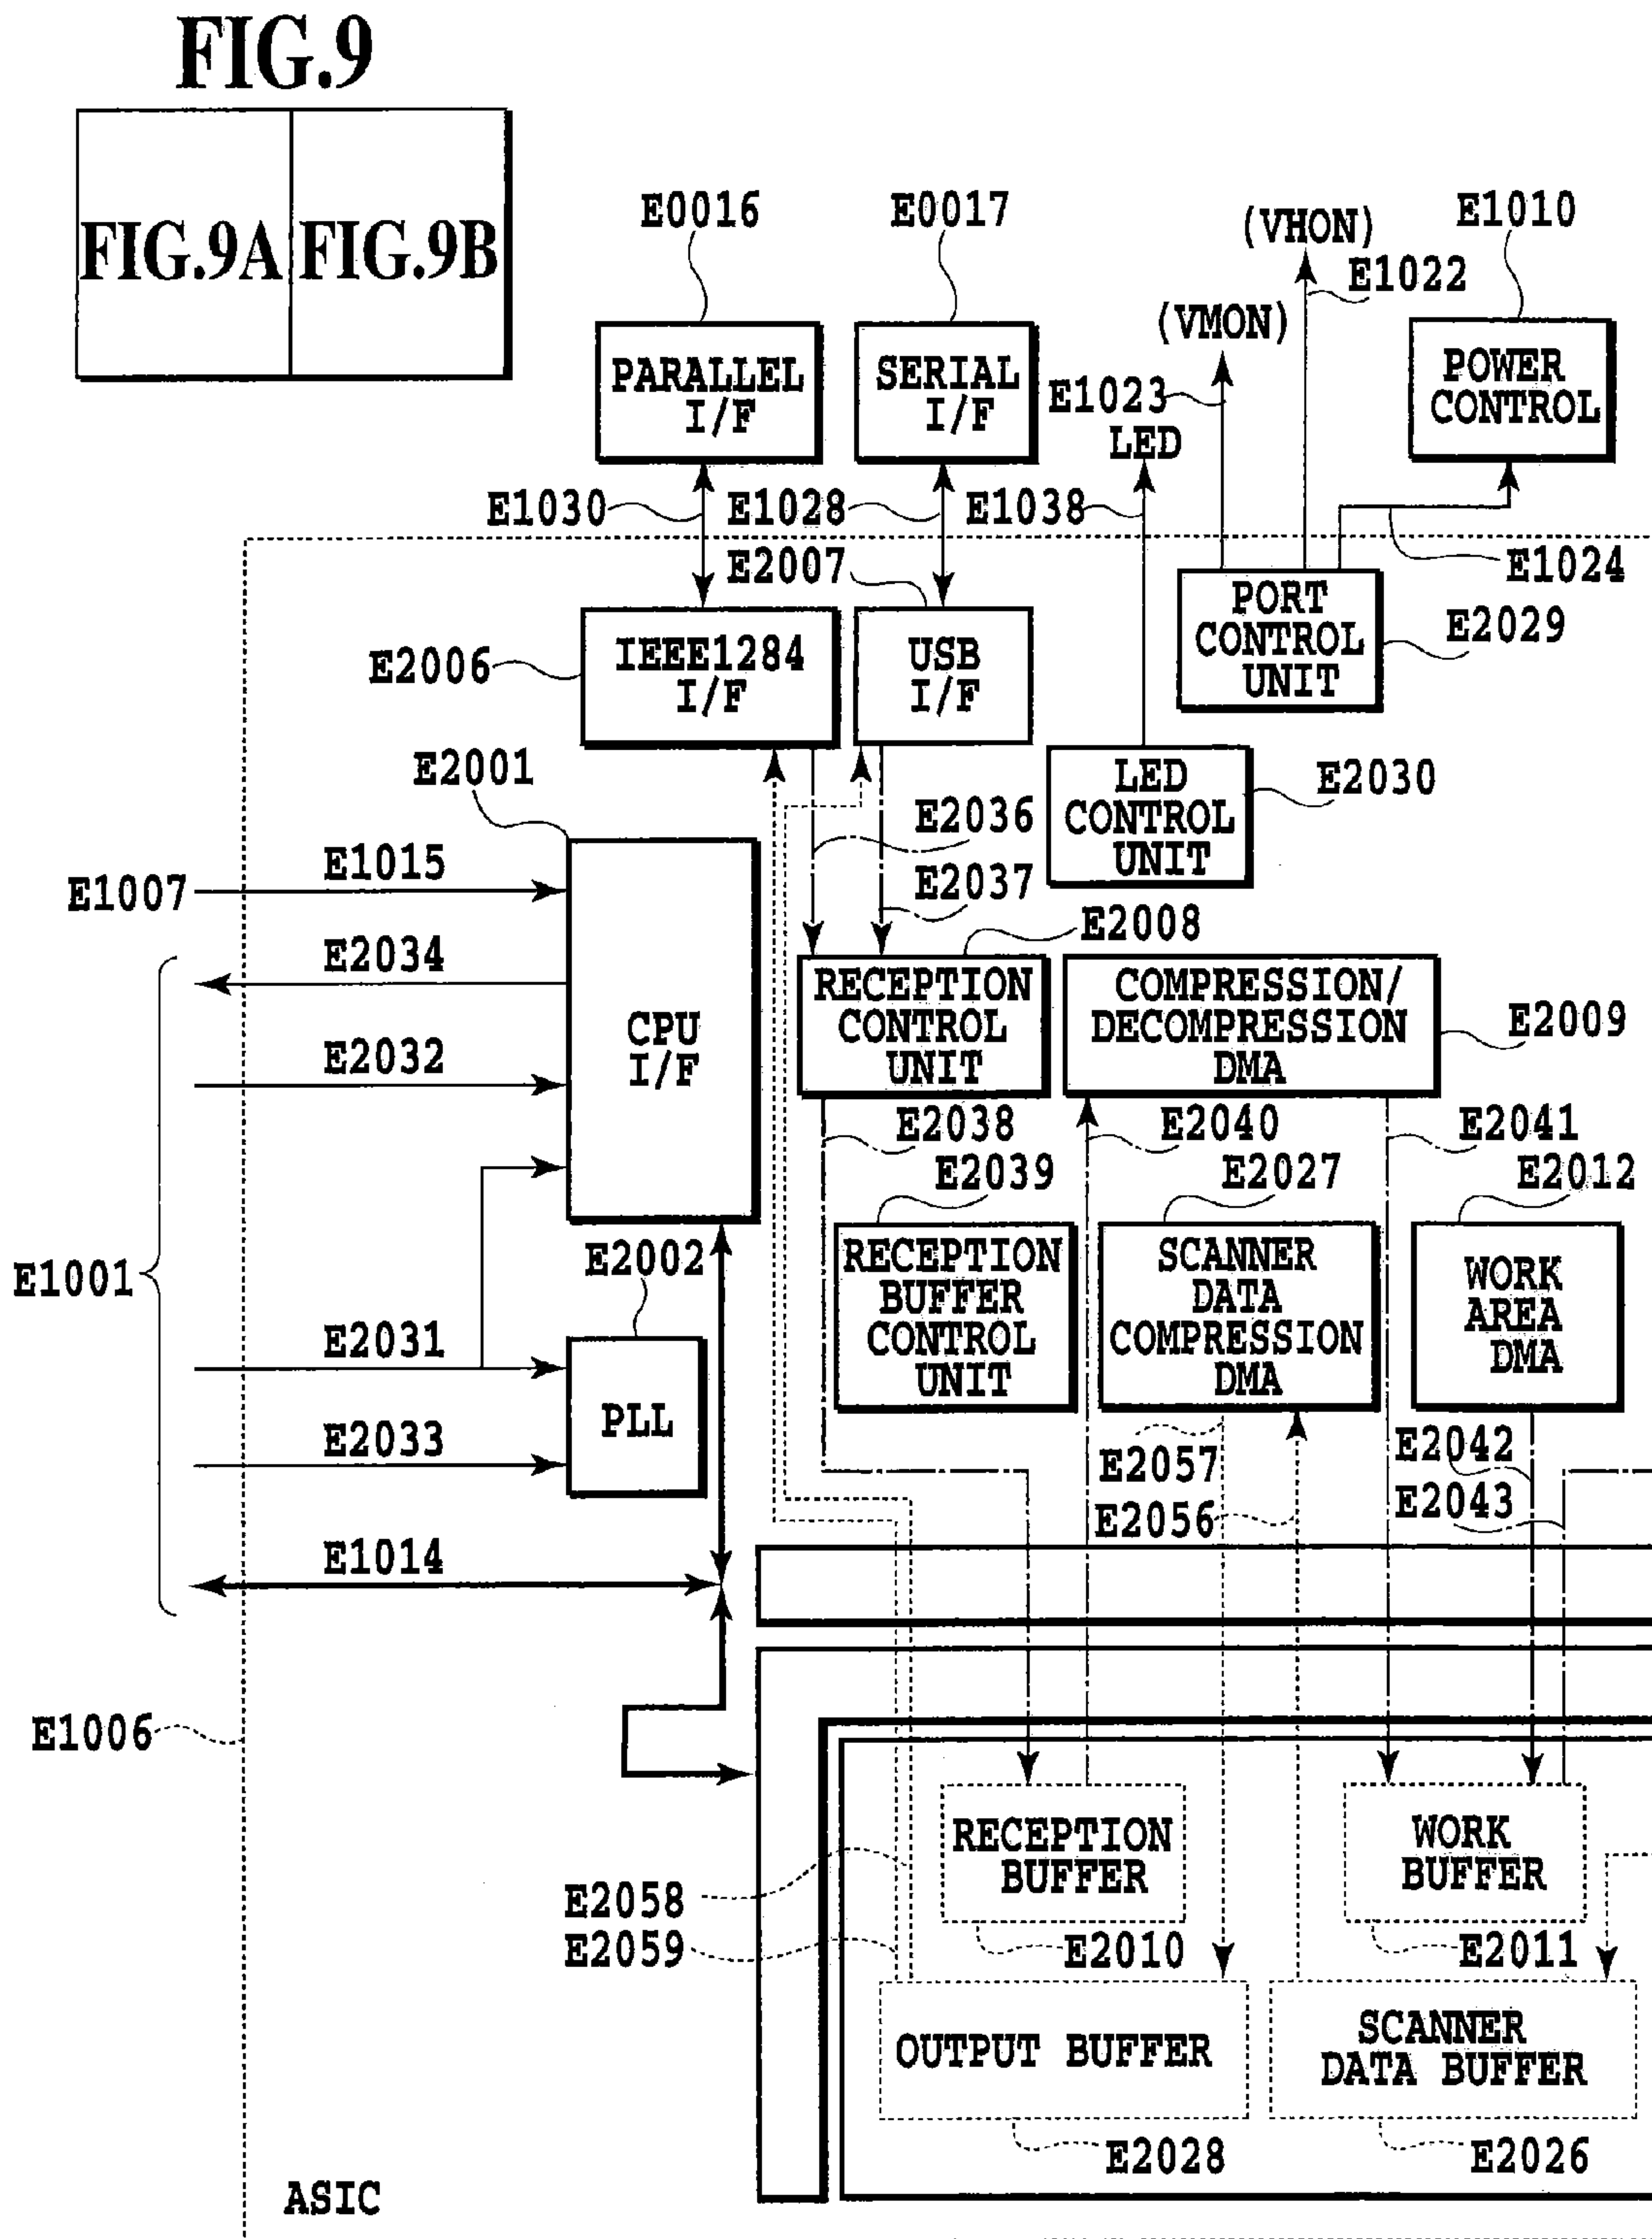 FIG.9
FIG.9A
FIG.9B
E0016
E0017
(VHON)
E1010
E1022
(VMON)
PARALLEL
I/F
SERIAL
I/F
E1023
LED
POWER
CONTROL
E1030
E1028
E1038
E2007
E1024
E2006
IEEE1284
I/F
USB
I/F
PORT
CONTROL
UNIT
E2029
E2001
LED
CONTROL
UNIT
E2030
E2036
E2037
E1007
E1015
E2034
E2008
CPU
I/F
RECEPTION
CONTROL
UNIT
COMPRESSION/
DECOMPRESSION
DMA
E2009
E2032
E2038
E2040
E2041
E2039
E2027
E2012
E1001
E2002
RECEPTION
BUFFER
CONTROL
UNIT
SCANNER
DATA
COMPRESSION
DMA
WORK
AREA
DMA
E2031
PLL
E2033
E2057
E2042
E2056
E2043
E1014
E1006
RECEPTION
BUFFER
WORK
BUFFER
E2058
E2059
E2010
E2011
OUTPUT BUFFER
SCANNER
DATA BUFFER
E2028
E2026
ASIC